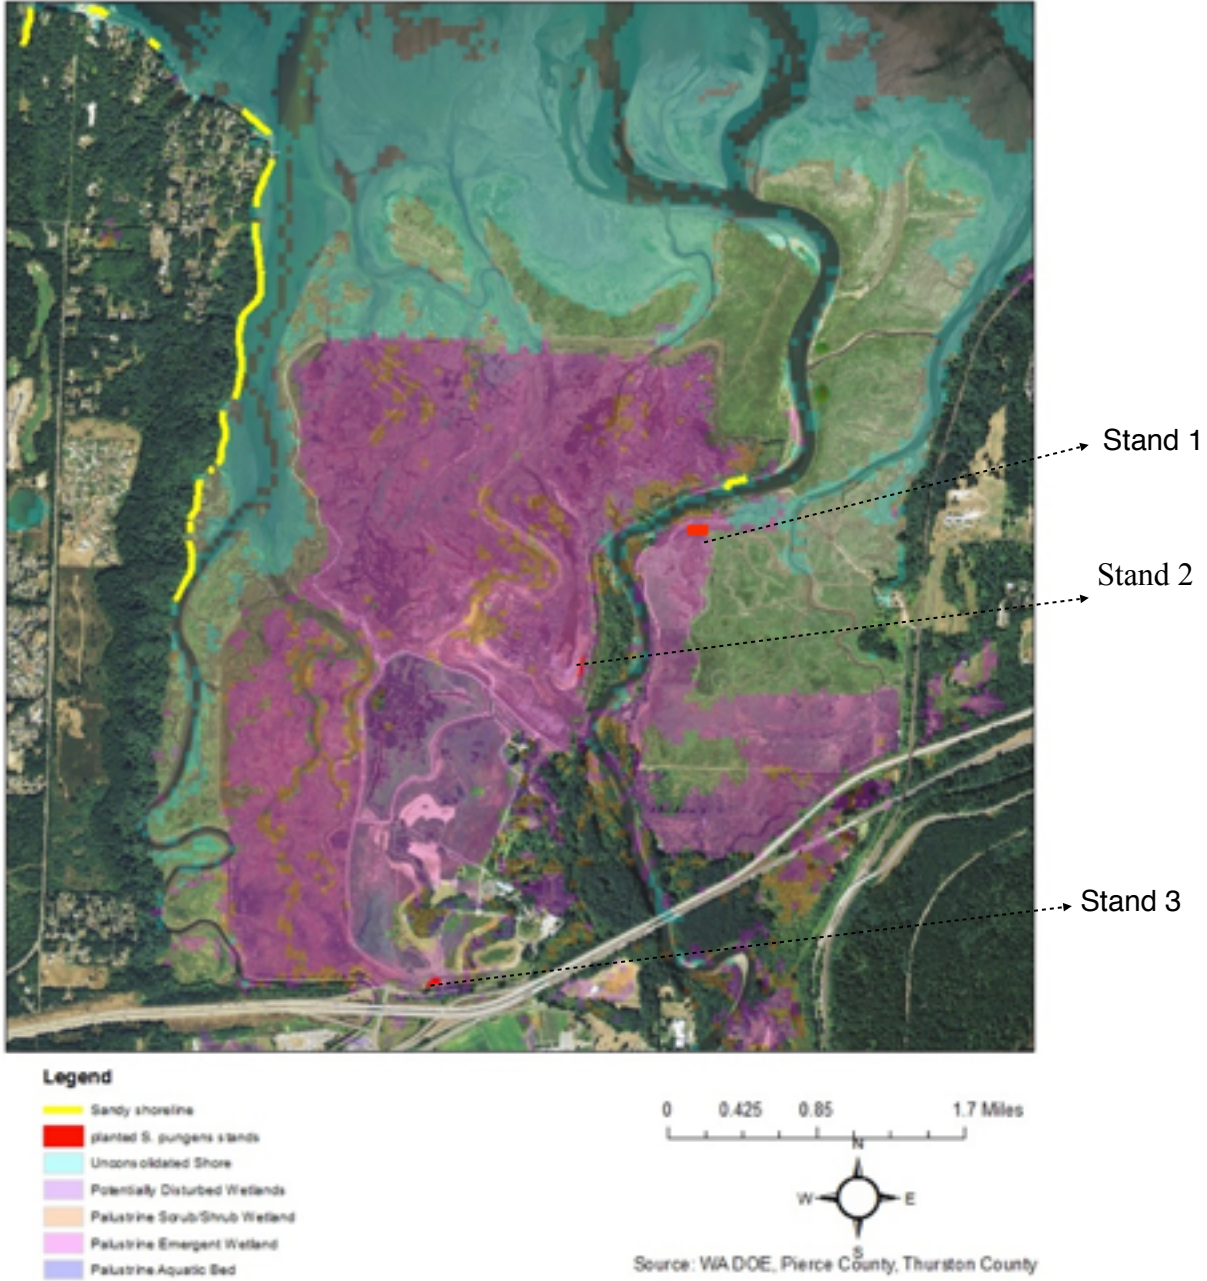 Stand 1
Stand 2
Stand 3
Legend
Sandy shoreline
planted S. pungens stands
Unconsolidated Shore
Potentially Disturbed Wetlands
Palustrine Scrub/Shrub Wetland
Palustrine Emergent Wetland
Palustrine Aquatic Bed
0 0.425 0.85 1.7 Miles
N
W E
S
Source: WA DOE, Pierce County, Thurston County